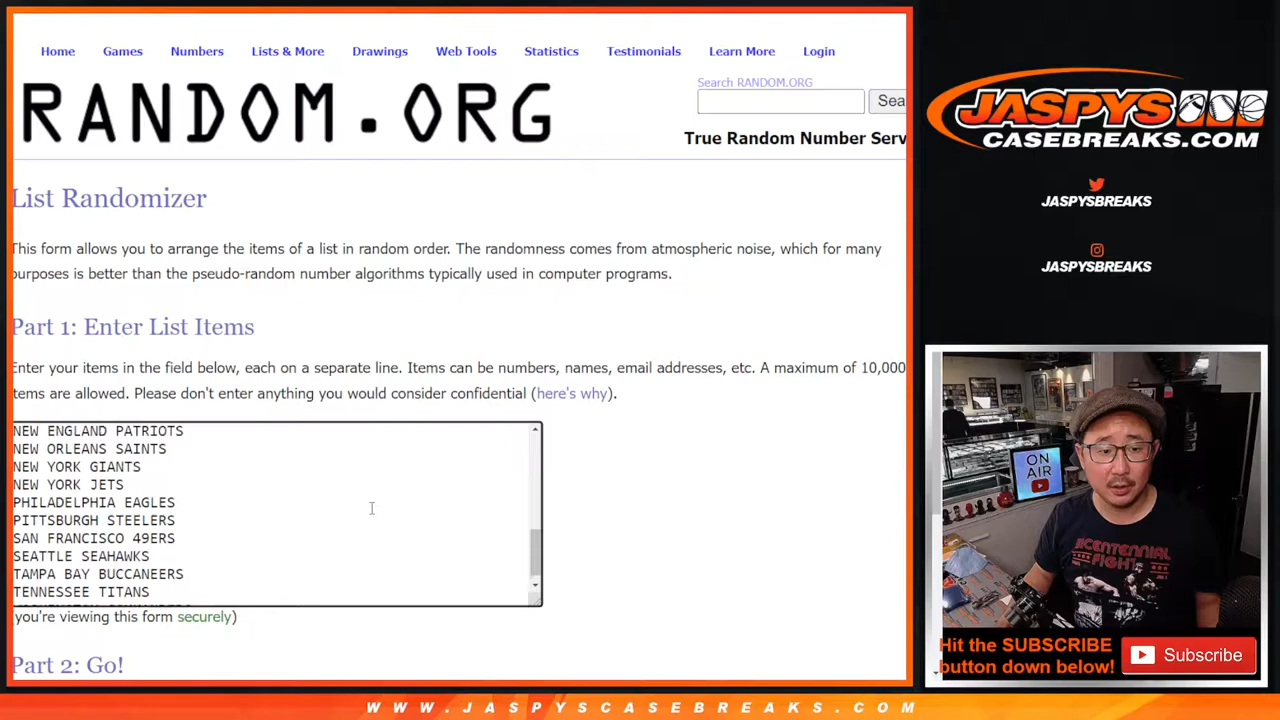 Home Games Numbers Lists & More Drawings Web Tools Statistics Testimonials Learn More Login
RANDOM.ORG
Search RANDOM.ORG
Sea
True Random Number Serv
List Randomizer
This form allows you to arrange the items of a list in random order. The randomness comes from atmospheric noise, which for many
purposes is better than the pseudo-random number algorithms typically used in computer programs.
Part 1: Enter List Items
Enter your items in the field below, each on a separate line. Items can be numbers, names, email addresses, etc. A maximum of 10,000
items are allowed. Please don't enter anything you would consider confidential (here's why).
NEW ENGLAND PATRIOTS
NEW ORLEANS SAINTS
NEW YORK GIANTS
NEW YORK JETS
PHILADELPHIA EAGLES
PITTSBURGH STEELERS
SAN FRANCISCO 49ERS
SEATTLE SEAHAWKS
TAMPA BAY BUCCANEERS
TENNESSEE TITANS
(you're viewing this form securely)
Part 2: Go!
JASPYS
CASEBREAKS.COM
JASPYSBREAKS
JASPYSBREAKS
ON
AIR
BICENTENNIAL
FIGHT
Hit the SUBSCRIBE
button down below!
Subscribe
WWW.JASPYSCASEBREAKS.COM